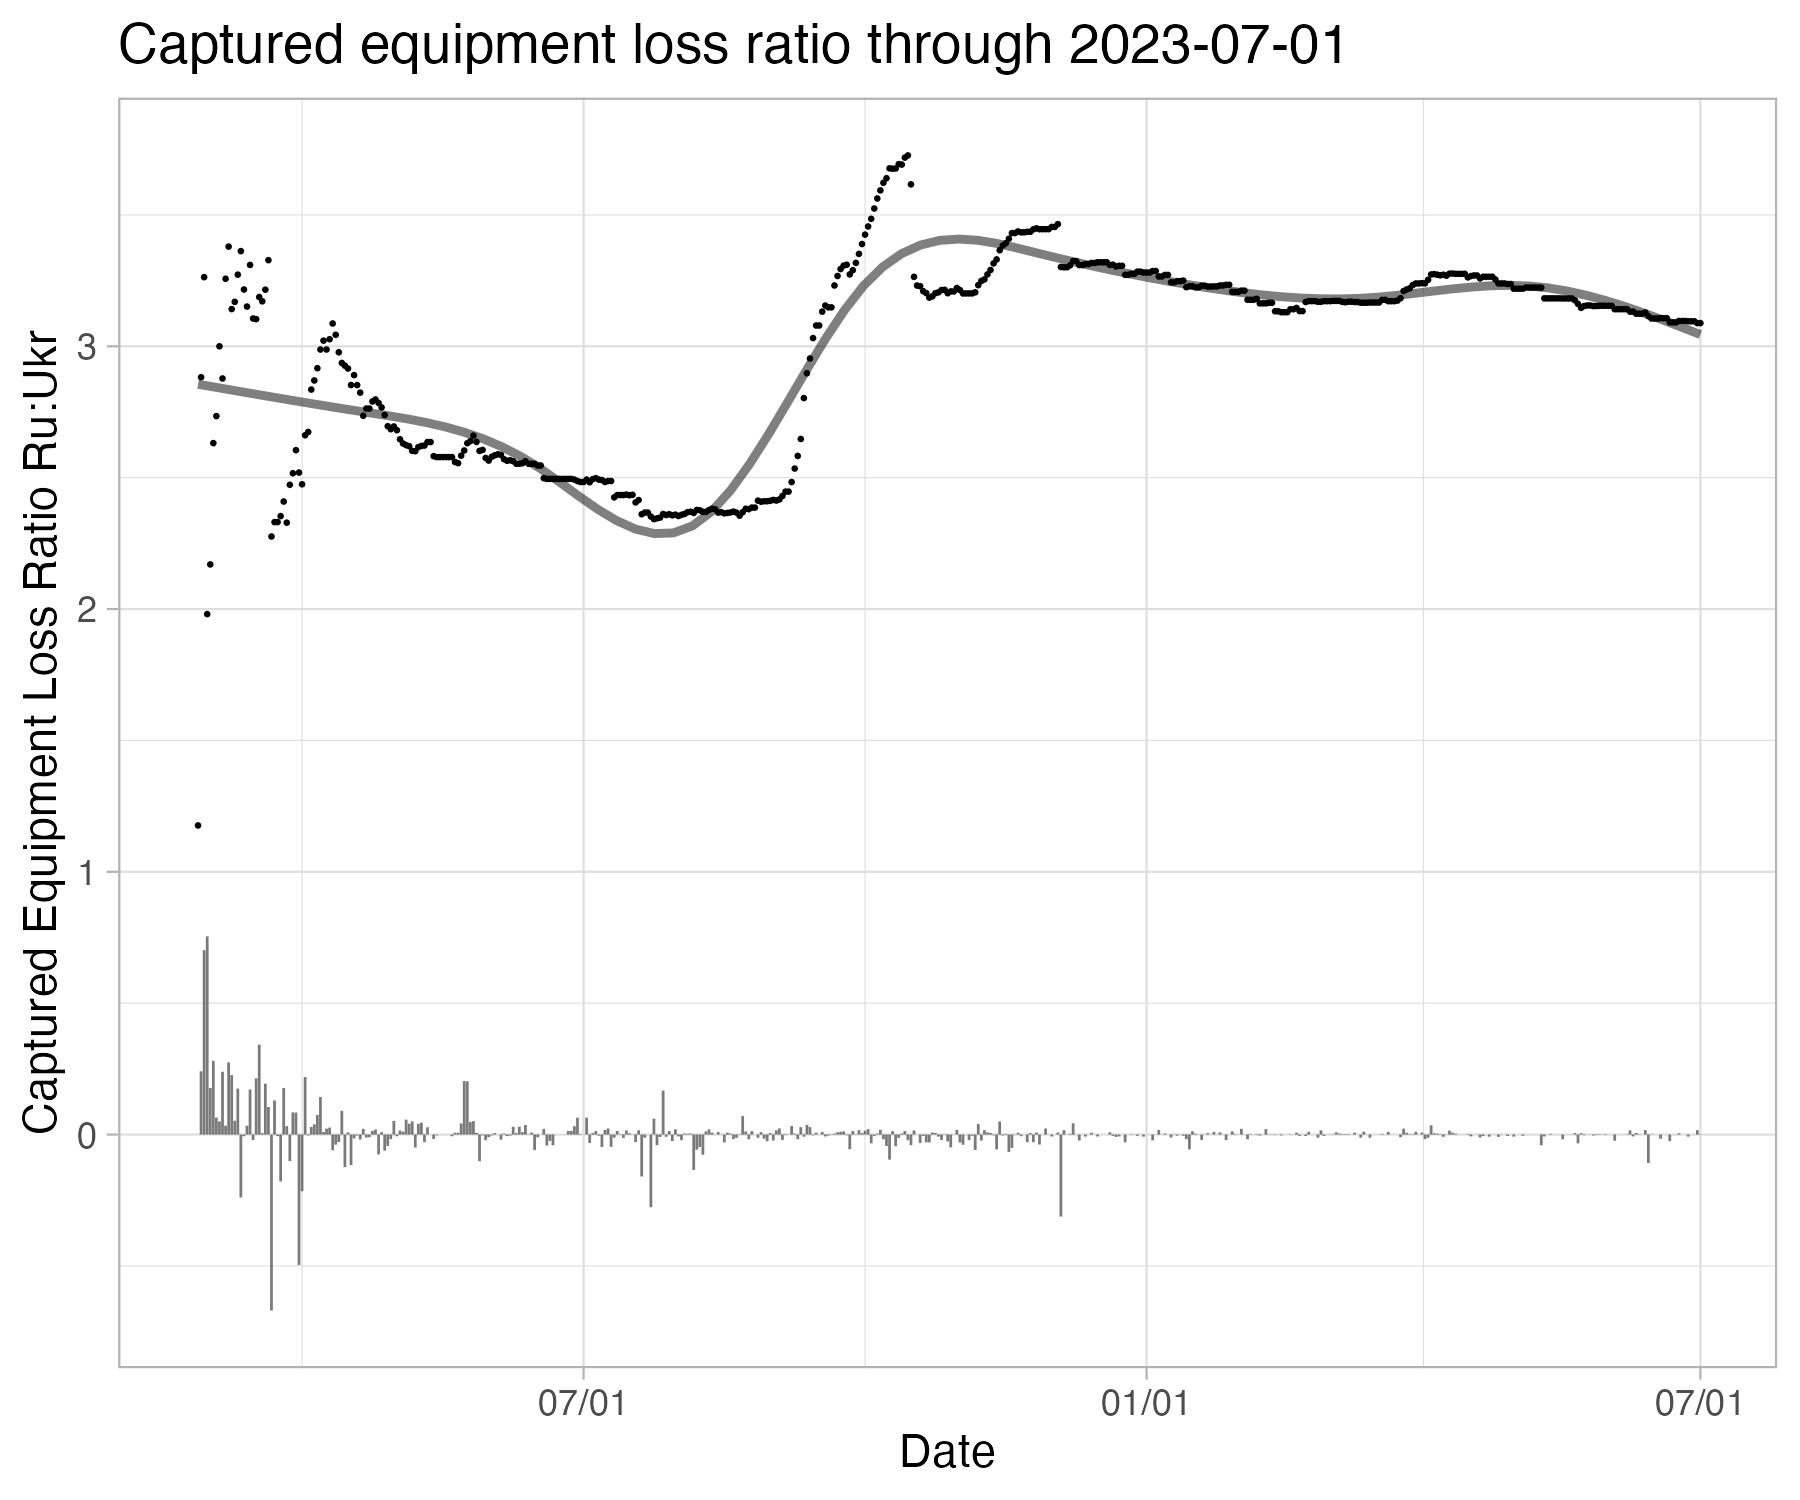 Captured equipment loss ratio through 2023-07-01
Captured Equipment Loss Ratio Ru:Ukr
3
2
1
0
07/01
01/01
07/01
Date